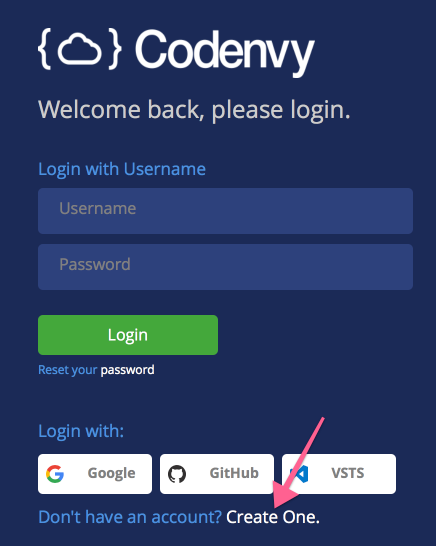 { } Codenvy
Welcome back, please login.
Login with Username
Username
Password
Login
Reset your password
Login with:
Google GitHub VSTS
Don't have an account? Create One.